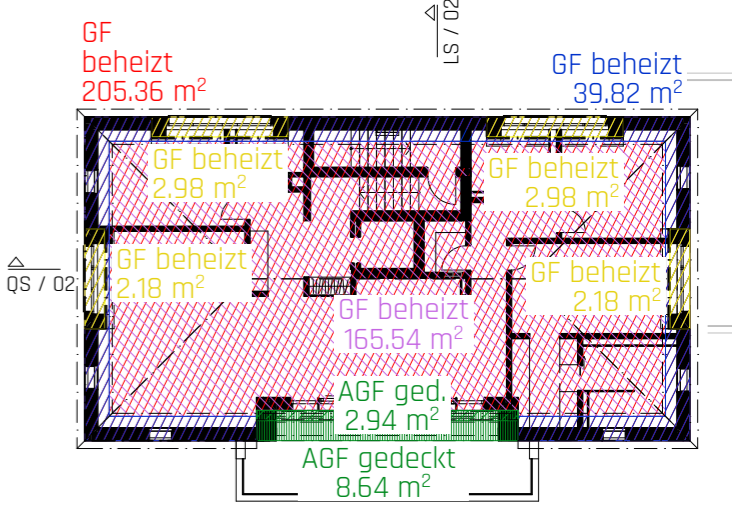 GF
beheizt
205.36 m²
LS / 02
GF beheizt
39.82 m²
GF beheizt
2.98 m²
GF beheizt
2.98 m²
QS / 02
GF beheizt
2.18 m²
GF beheizt
2.18 m²
GF beheizt
165.54 m²
AGF ged.
2.94 m²
AGF gedeckt
8.64 m²